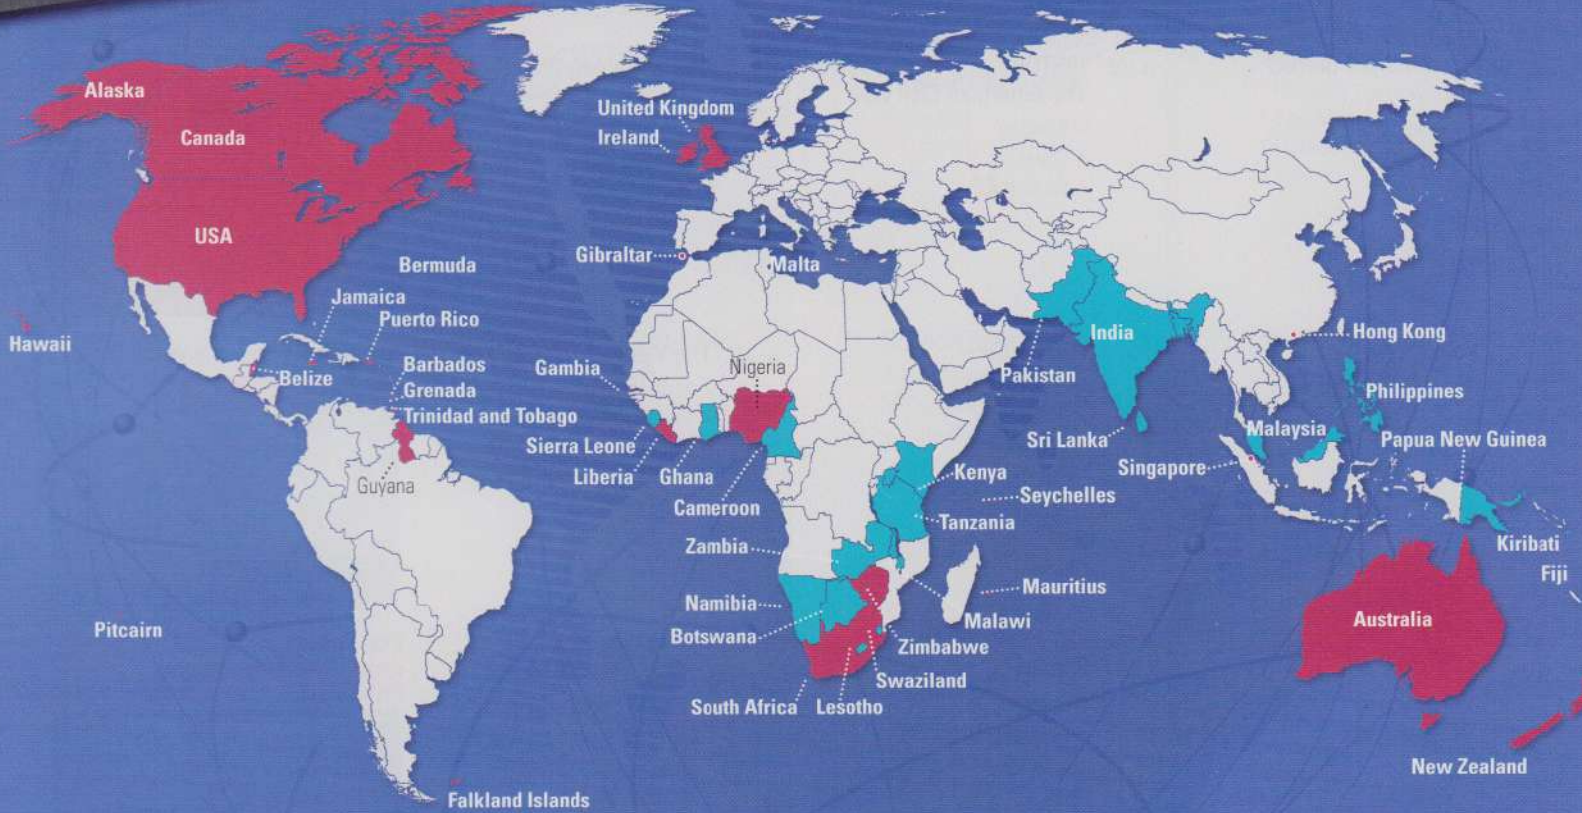 Alaska
Canada
USA
Hawaii
Bermuda
Jamaica
Puerto Rico
Belize
Barbados
Grenada
Trinidad and Tobago
Guyana
Pitcairn
Falkland Islands
United Kingdom
Ireland
Gibraltar
Malta
Gambia
Nigeria
Sierra Leone
Liberia
Ghana
Cameroon
Kenya
Seychelles
Tanzania
Zambia
Mauritius
Namibia
Malawi
Botswana
Zimbabwe
Swaziland
South Africa
Lesotho
India
Pakistan
Hong Kong
Philippines
Sri Lanka
Malaysia
Papua New Guinea
Singapore
Kiribati
Fiji
Australia
New Zealand